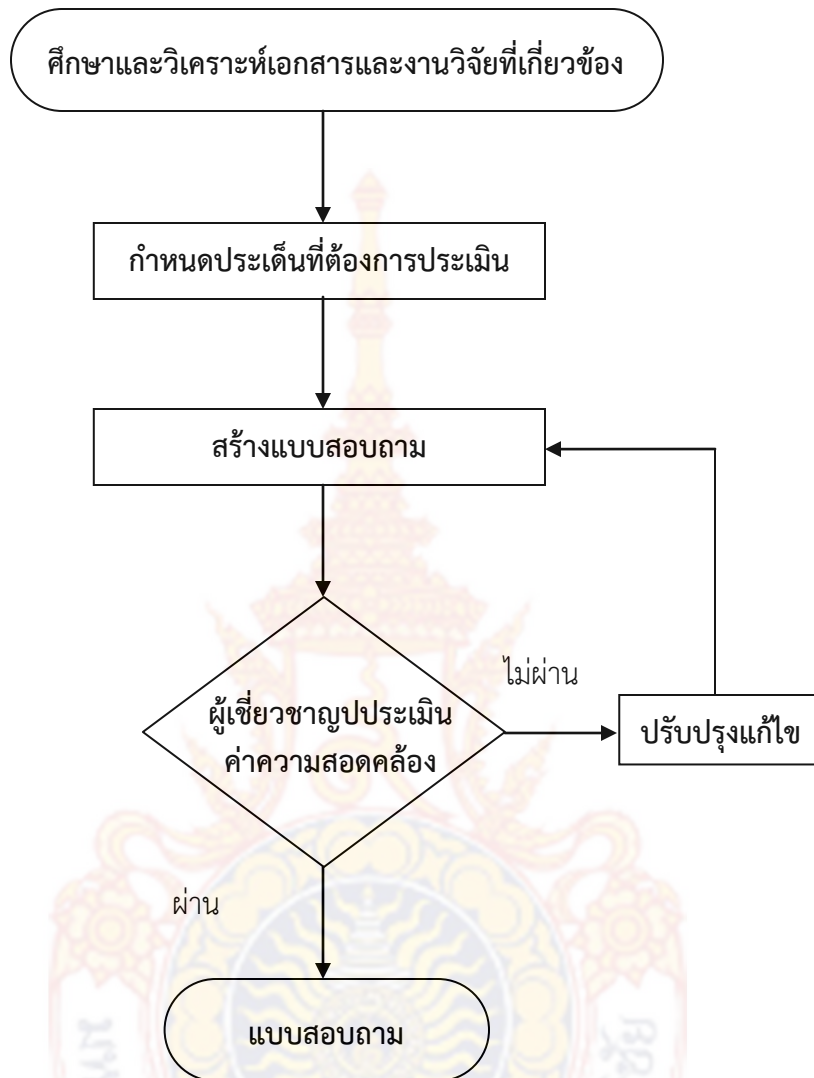 ศึกษาและวิเคราะห์เอกสารและงานวิจัยที่เกี่ยวข้อง
กำหนดประเด็นที่ต้องการประเมิน
สร้างแบบสอบถาม
ไม่ผ่าน
ผู้เชี่ยวชาญปประเมิน
ค่าความสอดคล้อง
ปรับปรุงแก้ไข
ผ่าน
แบบสอบถาม